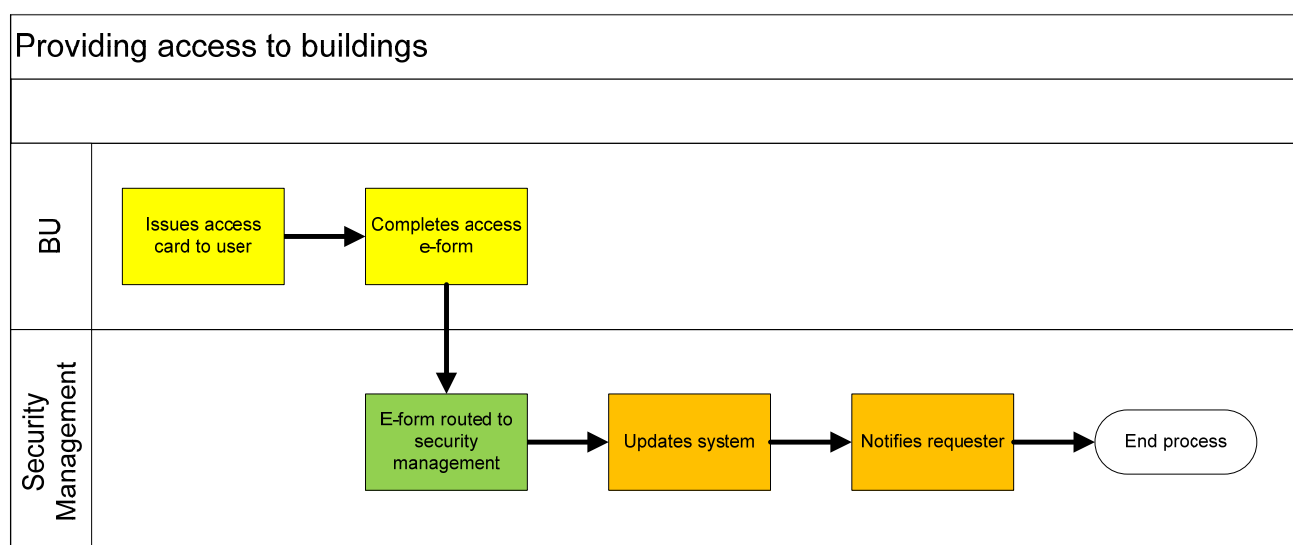 Providing access to buildings
BU
Issues access
card to user
Completes access
e-form
Security
Management
E-form routed to
security
management
Updates system
Notifies requester
End process